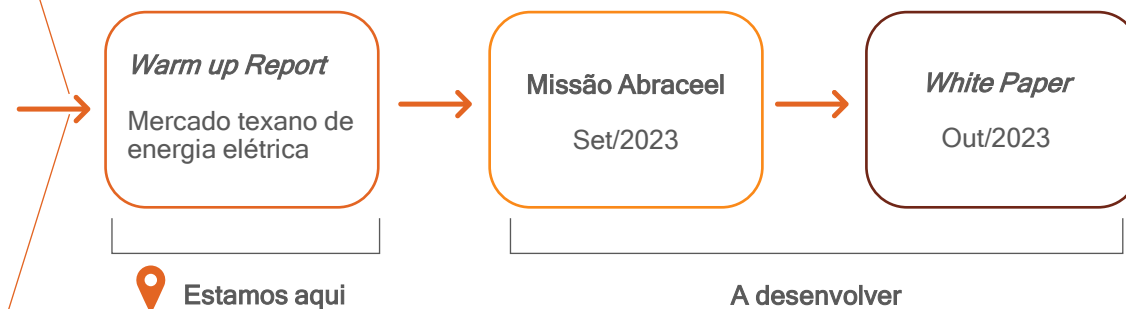 Warm up Report
Mercado texano de
energia elétrica
Missão Abraceel
Set/2023
White Paper
Out/2023
Estamos aqui
A desenvolver